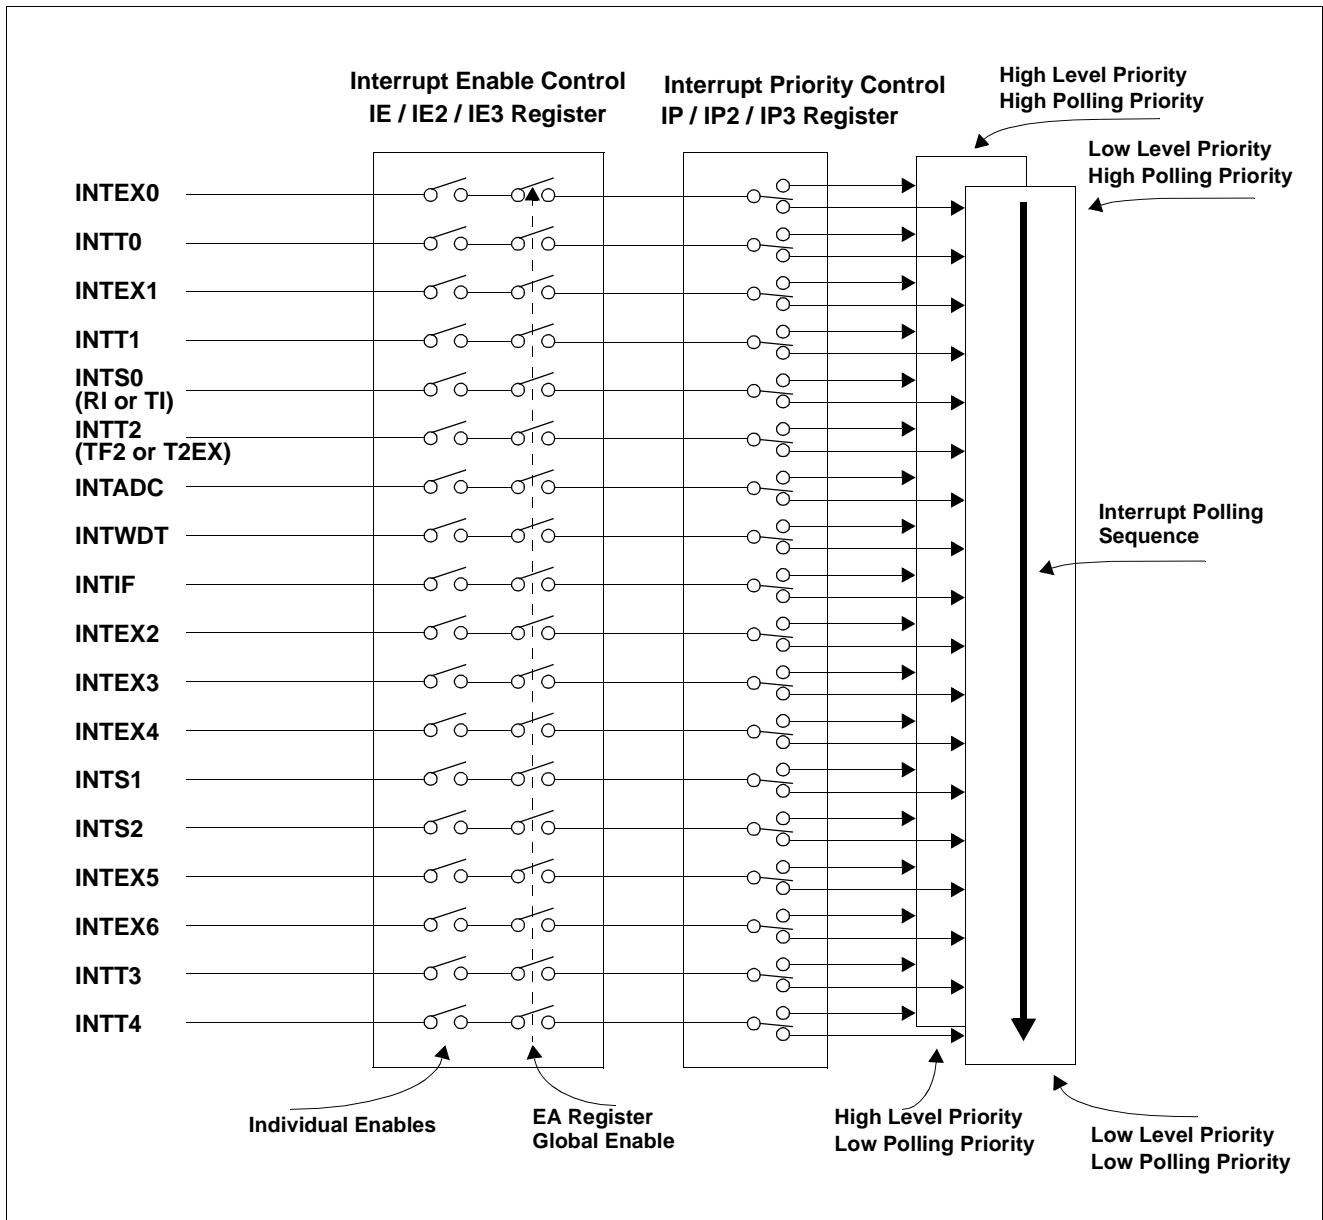 Interrupt Enable Control
IE / IE2 / IE3 Register
Interrupt Priority Control
IP / IP2 / IP3 Register
High Level Priority
High Polling Priority
Low Level Priority
High Polling Priority
INTEX0
INTT0
INTEX1
INTT1
INTS0
(RI or TI)
INTT2
(TF2 or T2EX)
INTADC
INTWDT
INTIF
INTEX2
INTEX3
INTEX4
INTS1
INTS2
INTEX5
INTEX6
INTT3
INTT4
Interrupt Polling
Sequence
Individual Enables
EA Register
Global Enable
High Level Priority
Low Polling Priority
Low Level Priority
Low Polling Priority